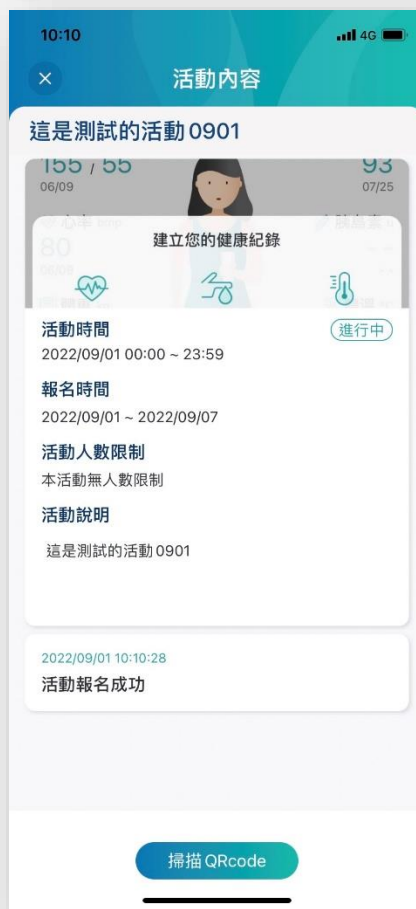 10:10
4G
活動內容
這是測試的活動 0901
155 / 55
93
06/09
07/25
80
建立您的健康紀錄
活動時間
進行中
2022/09/01 00:00 ~ 23:59
報名時間
2022/09/01 ~ 2022/09/07
活動人數限制
本活動無人數限制
活動說明
這是測試的活動 0901
2022/09/01 10:10:28
活動報名成功
掃描 QRcode